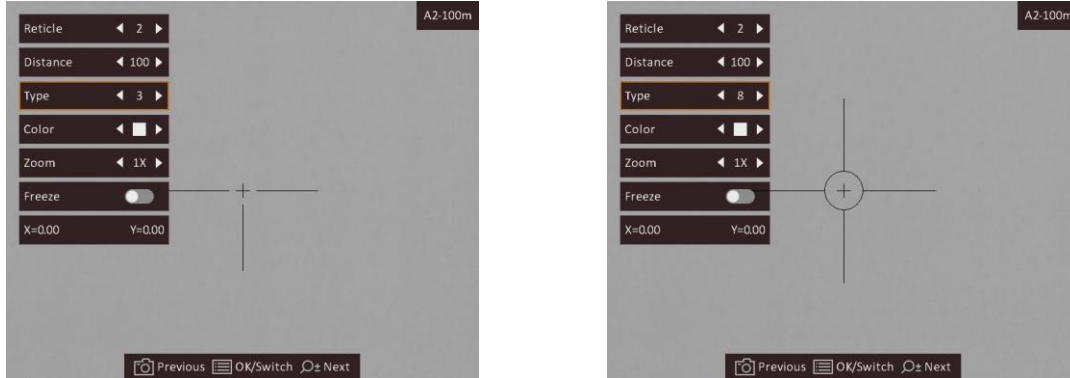 A2-100m
Reticle 2
Distance 100
Type 3
Color
Zoom 1X
Freeze
X=0.00 Y=0.00
Previous OK/Switch ± Next
A2-100m
Reticle 2
Distance 100
Type 8
Color
Zoom 1X
Freeze
X=0.00 Y=0.00
Previous OK/Switch ± Next